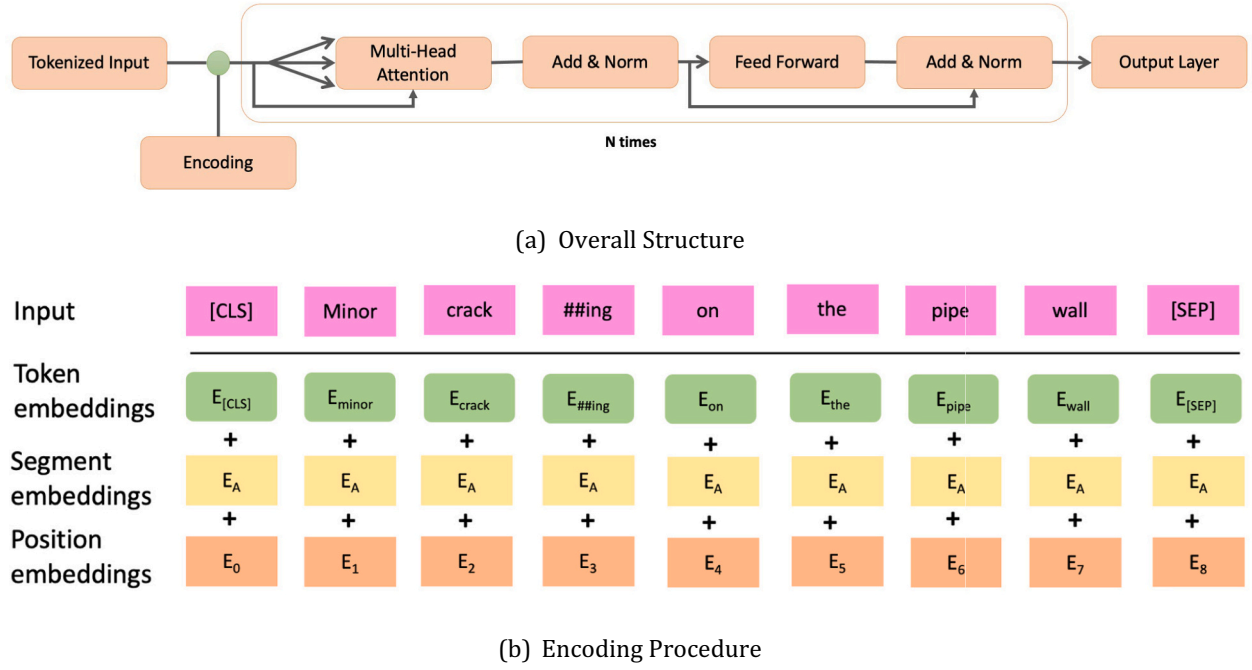 Tokenized Input
Multi-Head
Attention
Add & Norm
Feed Forward
Add & Norm
Output Layer
Encoding
N times
(a) Overall Structure
Input [CLS] Minor crack ##ing on the pipe wall [SEP]
Token
embeddings
E[CLS] Eminor Ecrack E##ing Eon Ethe Epipe Ewall E[SEP]
+ + + + + + + + +
Segment
embeddings
EA EA EA EA EA EA EA EA EA
+ + + + + + + + +
Position
embeddings
E0 E1 E2 E3 E4 E5 E6 E7 E8
(b) Encoding Procedure